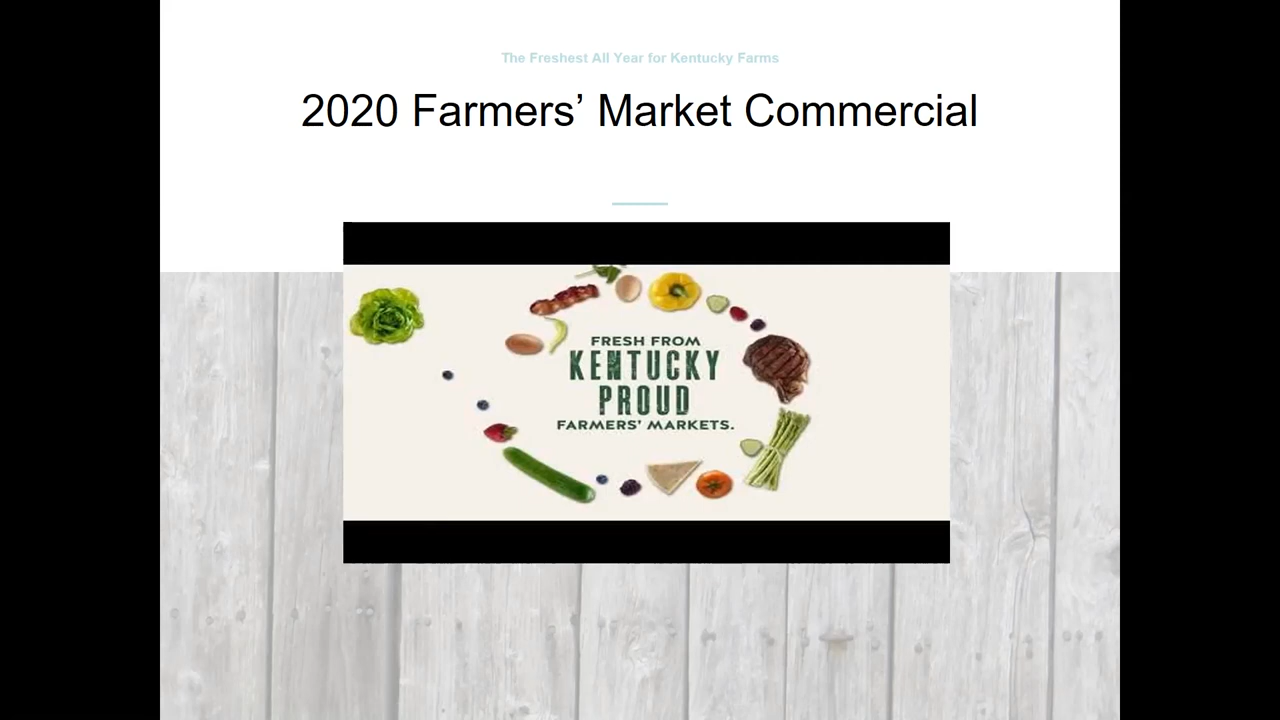 The Freshest All Year for Kentucky Farms
2020 Farmers’ Market Commercial
FRESH FROM
KENTUCKY
PROUD
FARMERS’ MARKETS.